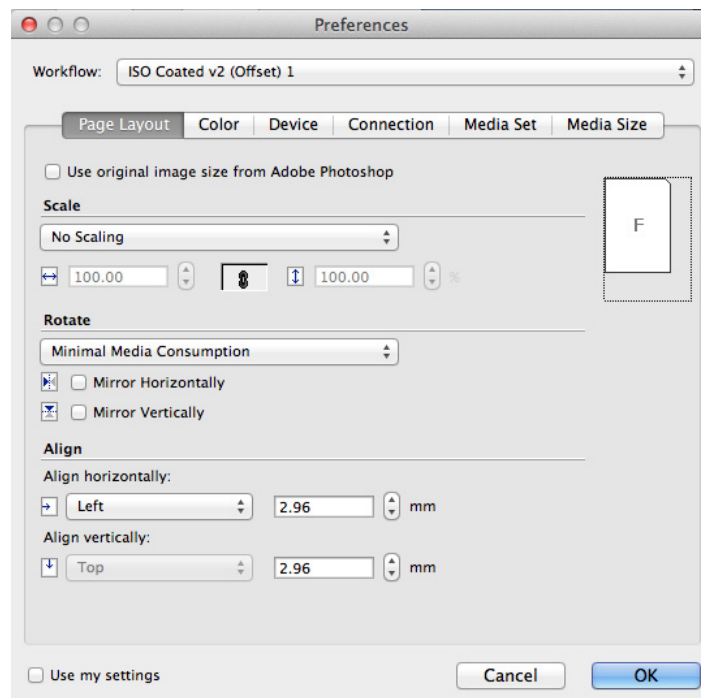 Preferences
Workflow: ISO Coated v2 (Offset) 1
Page Layout Color Device Connection Media Set Media Size
Use original image size from Adobe Photoshop
Scale
No Scaling
F
100.00 100.00 %
Rotate
Minimal Media Consumption
Mirror Horizontally
Mirror Vertically
Align
Align horizontally:
Left 2.96 mm
Align vertically:
Top 2.96 mm
Use my settings Cancel OK